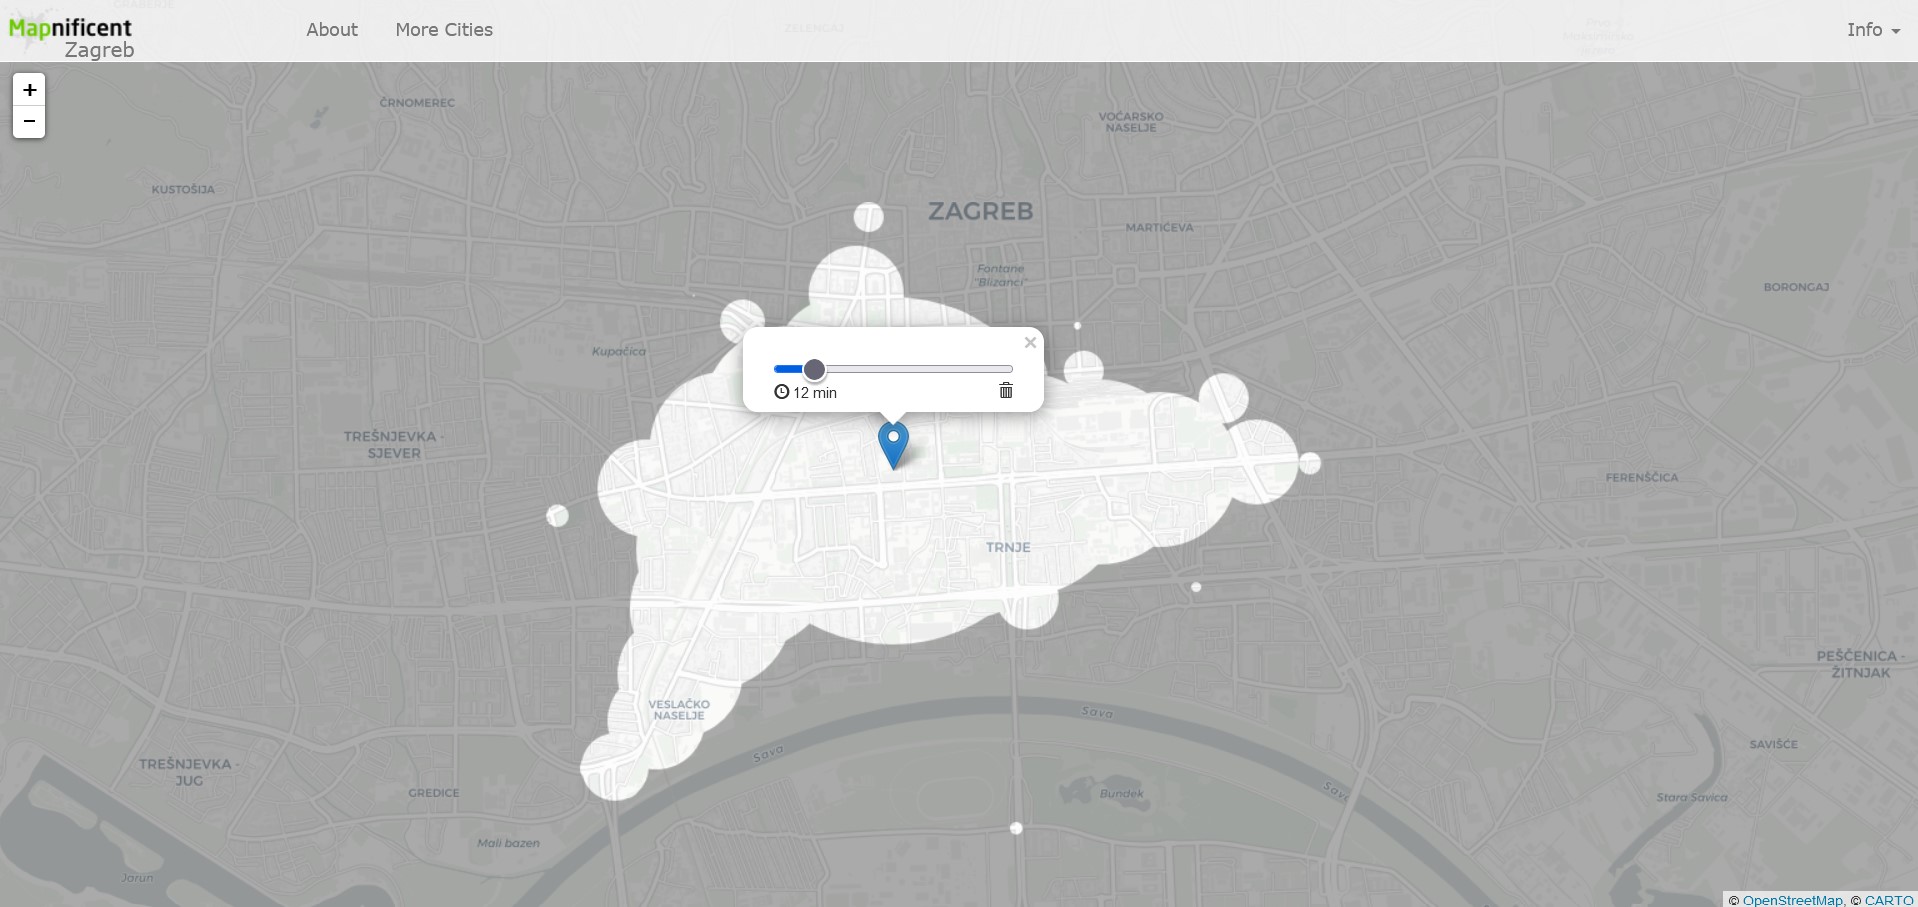 GRABERJE
Mapnificent
Zagreb
About
More Cities
ZELENGAJ
Info
+
−
ČRNOMEREC
VOĆARSKO
NASELJE
KUSTOŠIJA
ZAGREB
MARTIĆEVA
Fontane
"Blizanci"
BORONGAJ
Kupačica
×
12 min
TREŠNJEVKA -
SJEVER
FERENŠČICA
TRNJE
PEŠČENICA -
ŽITNJAK
VESLAČKO
NASELJE
Sava
Sava
SAVIŠĆE
TREŠNJEVKA -
JUG
GREDICE
Bundek
Sava
Stara Savica
Mali bazen
Jarun
© OpenStreetMap, © CARTO